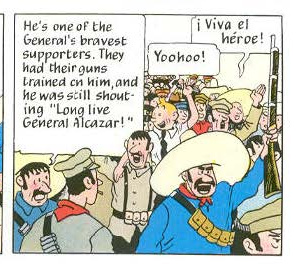 He's one of the
General's bravest
supporters. They
had their guns
trained on him, and
he was still shout-
ing "Long live
General Alcazar!"
¡Viva el
héroe!
Yoohoo!